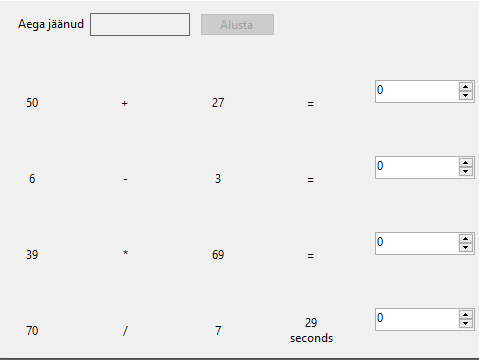 Aega jäänud Alusta
50 + 27 = 0
6 - 3 = 0
39 * 69 = 0
70 / 7 29 seconds 0